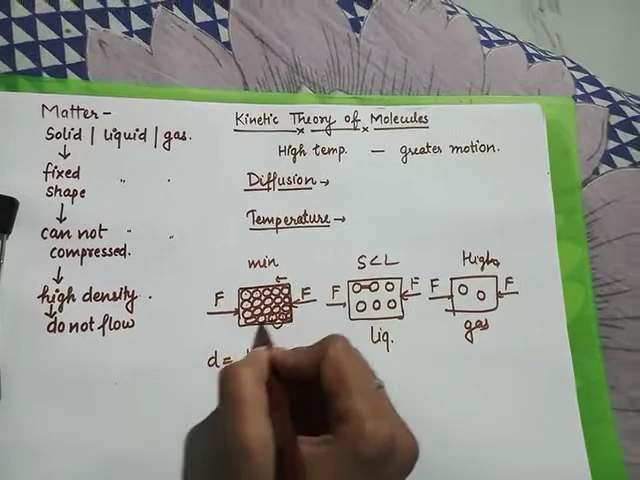 Matter-
Solid | liquid | gas.
fixed " "
shape
can not " "
compressed.
high density .
do not flow
Kinetic Theory of Molecules
High temp. — greater motion.
Diffusion →
Temperature →
min
S<L
High
F F F F F F
liq.
gas
d=